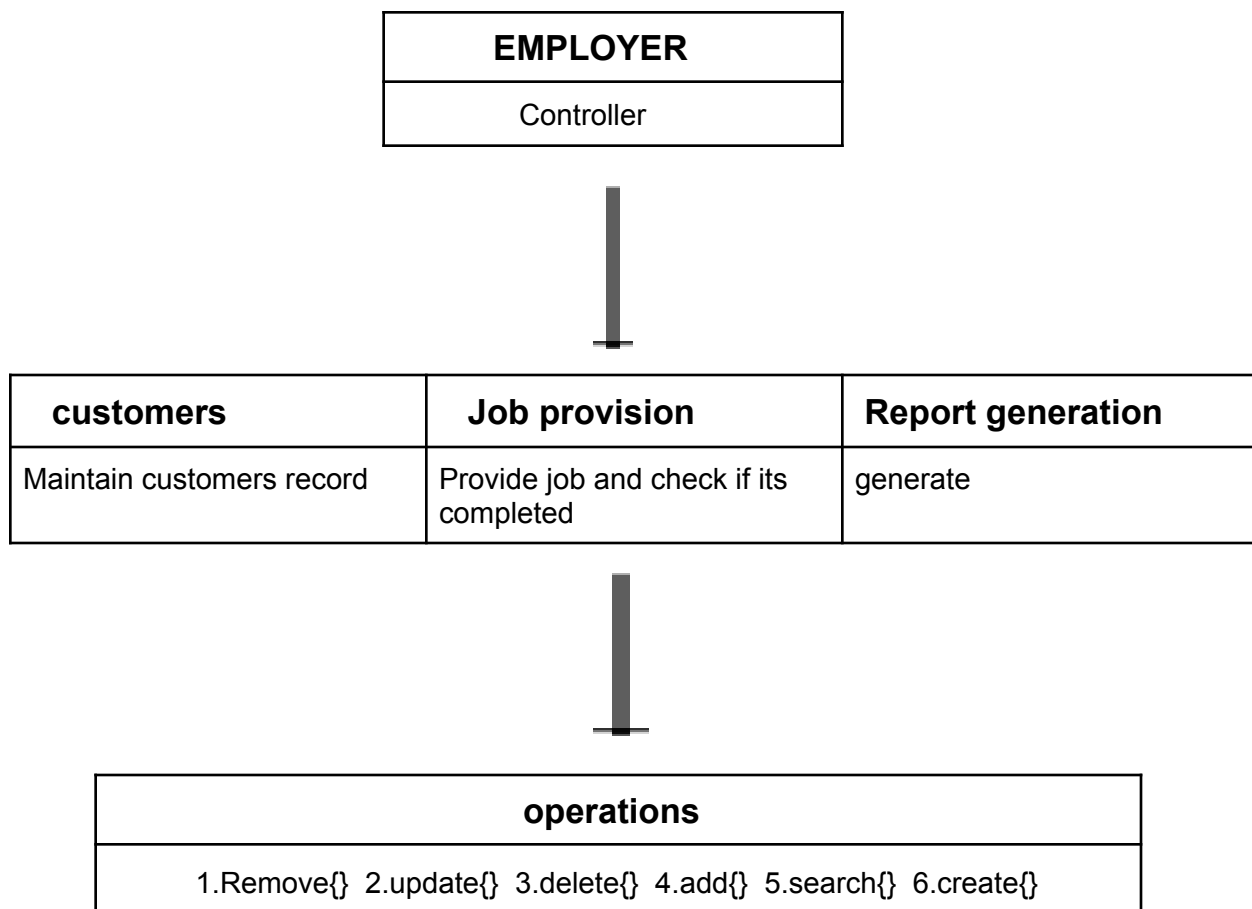 EMPLOYER
Controller
customers
Job provision
Report generation
Maintain customers record
Provide job and check if its
completed
generate
operations
1.Remove{} 2.update{} 3.delete{} 4.add{} 5.search{} 6.create{}